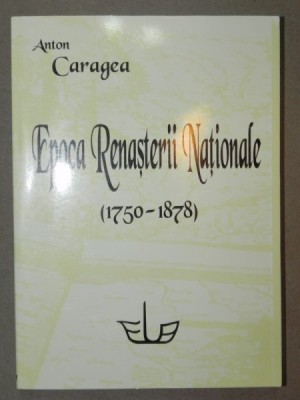 Anton
Caragea
Epoca Renașterii Naționale
(1750-1878)